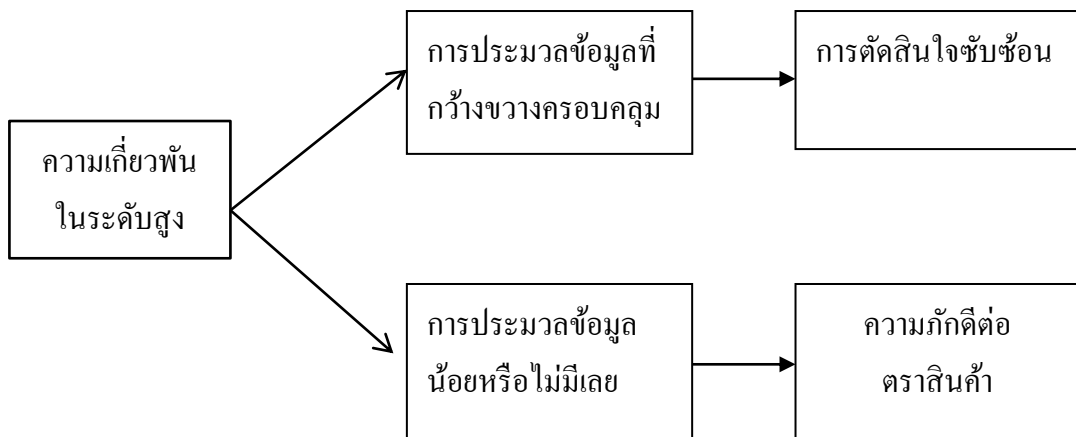 ความเกี่ยวพัน
ในระดับสูง
การประมวลข้อมูลที่
กว้างขวางครอบคลุม
การตัดสินใจซับซ้อน
การประมวลข้อมูล
น้อยหรือไม่มีเลย
ความภักดีต่อ
ตราสินค้า